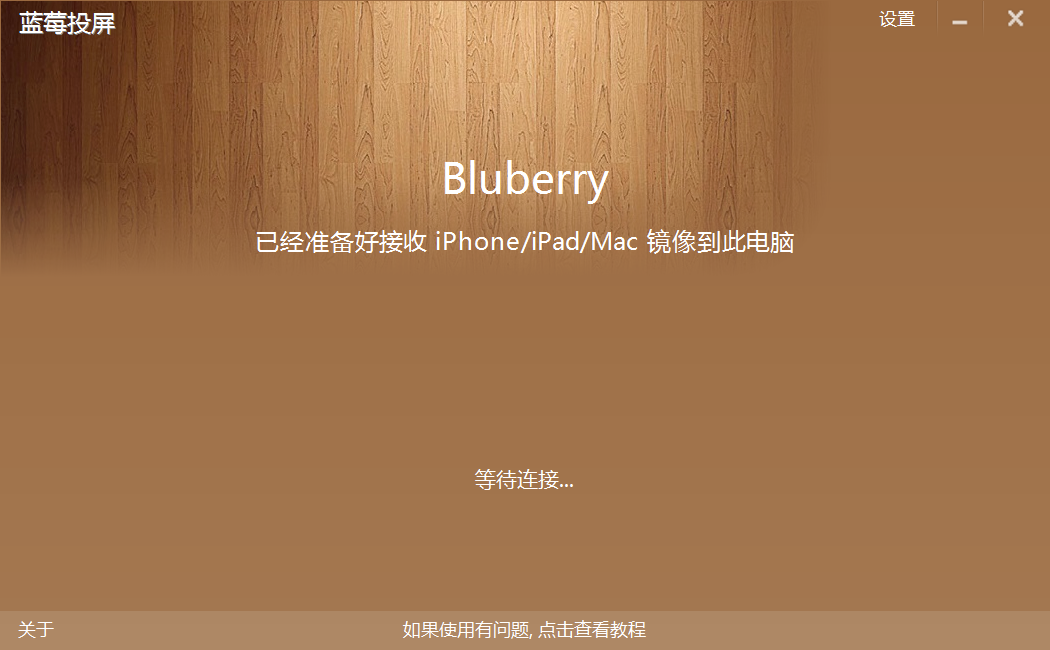 蓝莓投屏
设置
Bluberry
已经准备好接收 iPhone/iPad/Mac 镜像到此电脑
等待连接...
关于
如果使用有问题, 点击查看教程